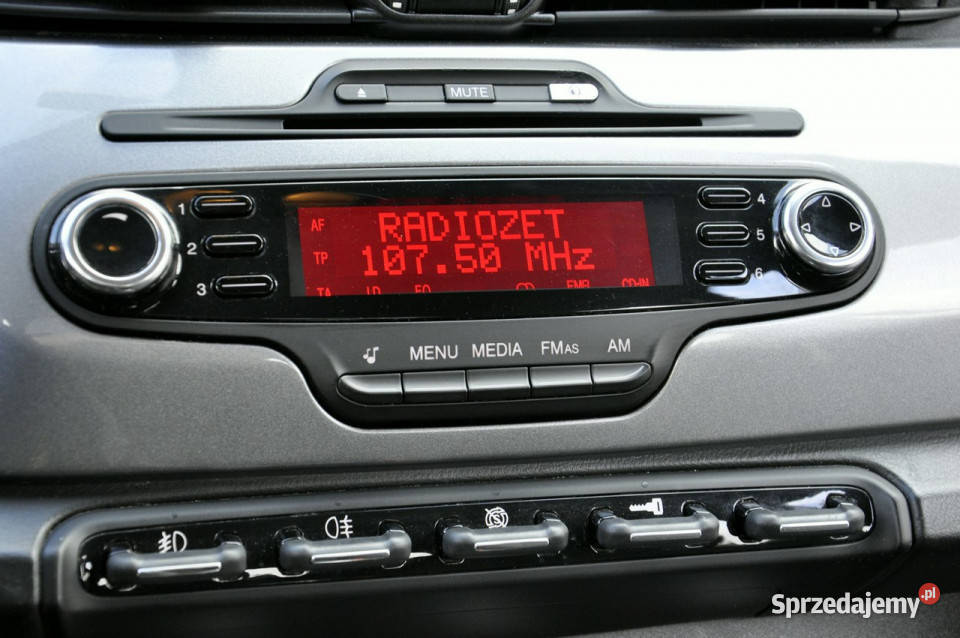 MUTE
1
2
3
AF
TP
TA
RADIOZET
107.50 MHz
4
5
6
MENU MEDIA FMAS AM
Sprzedajemy.pl